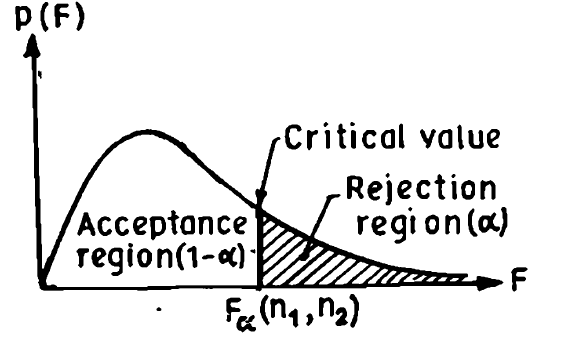 p(F)
Critical value
Rejection
region(α)
Acceptance
region(1-α)
F
Fα(n₁,n₂)